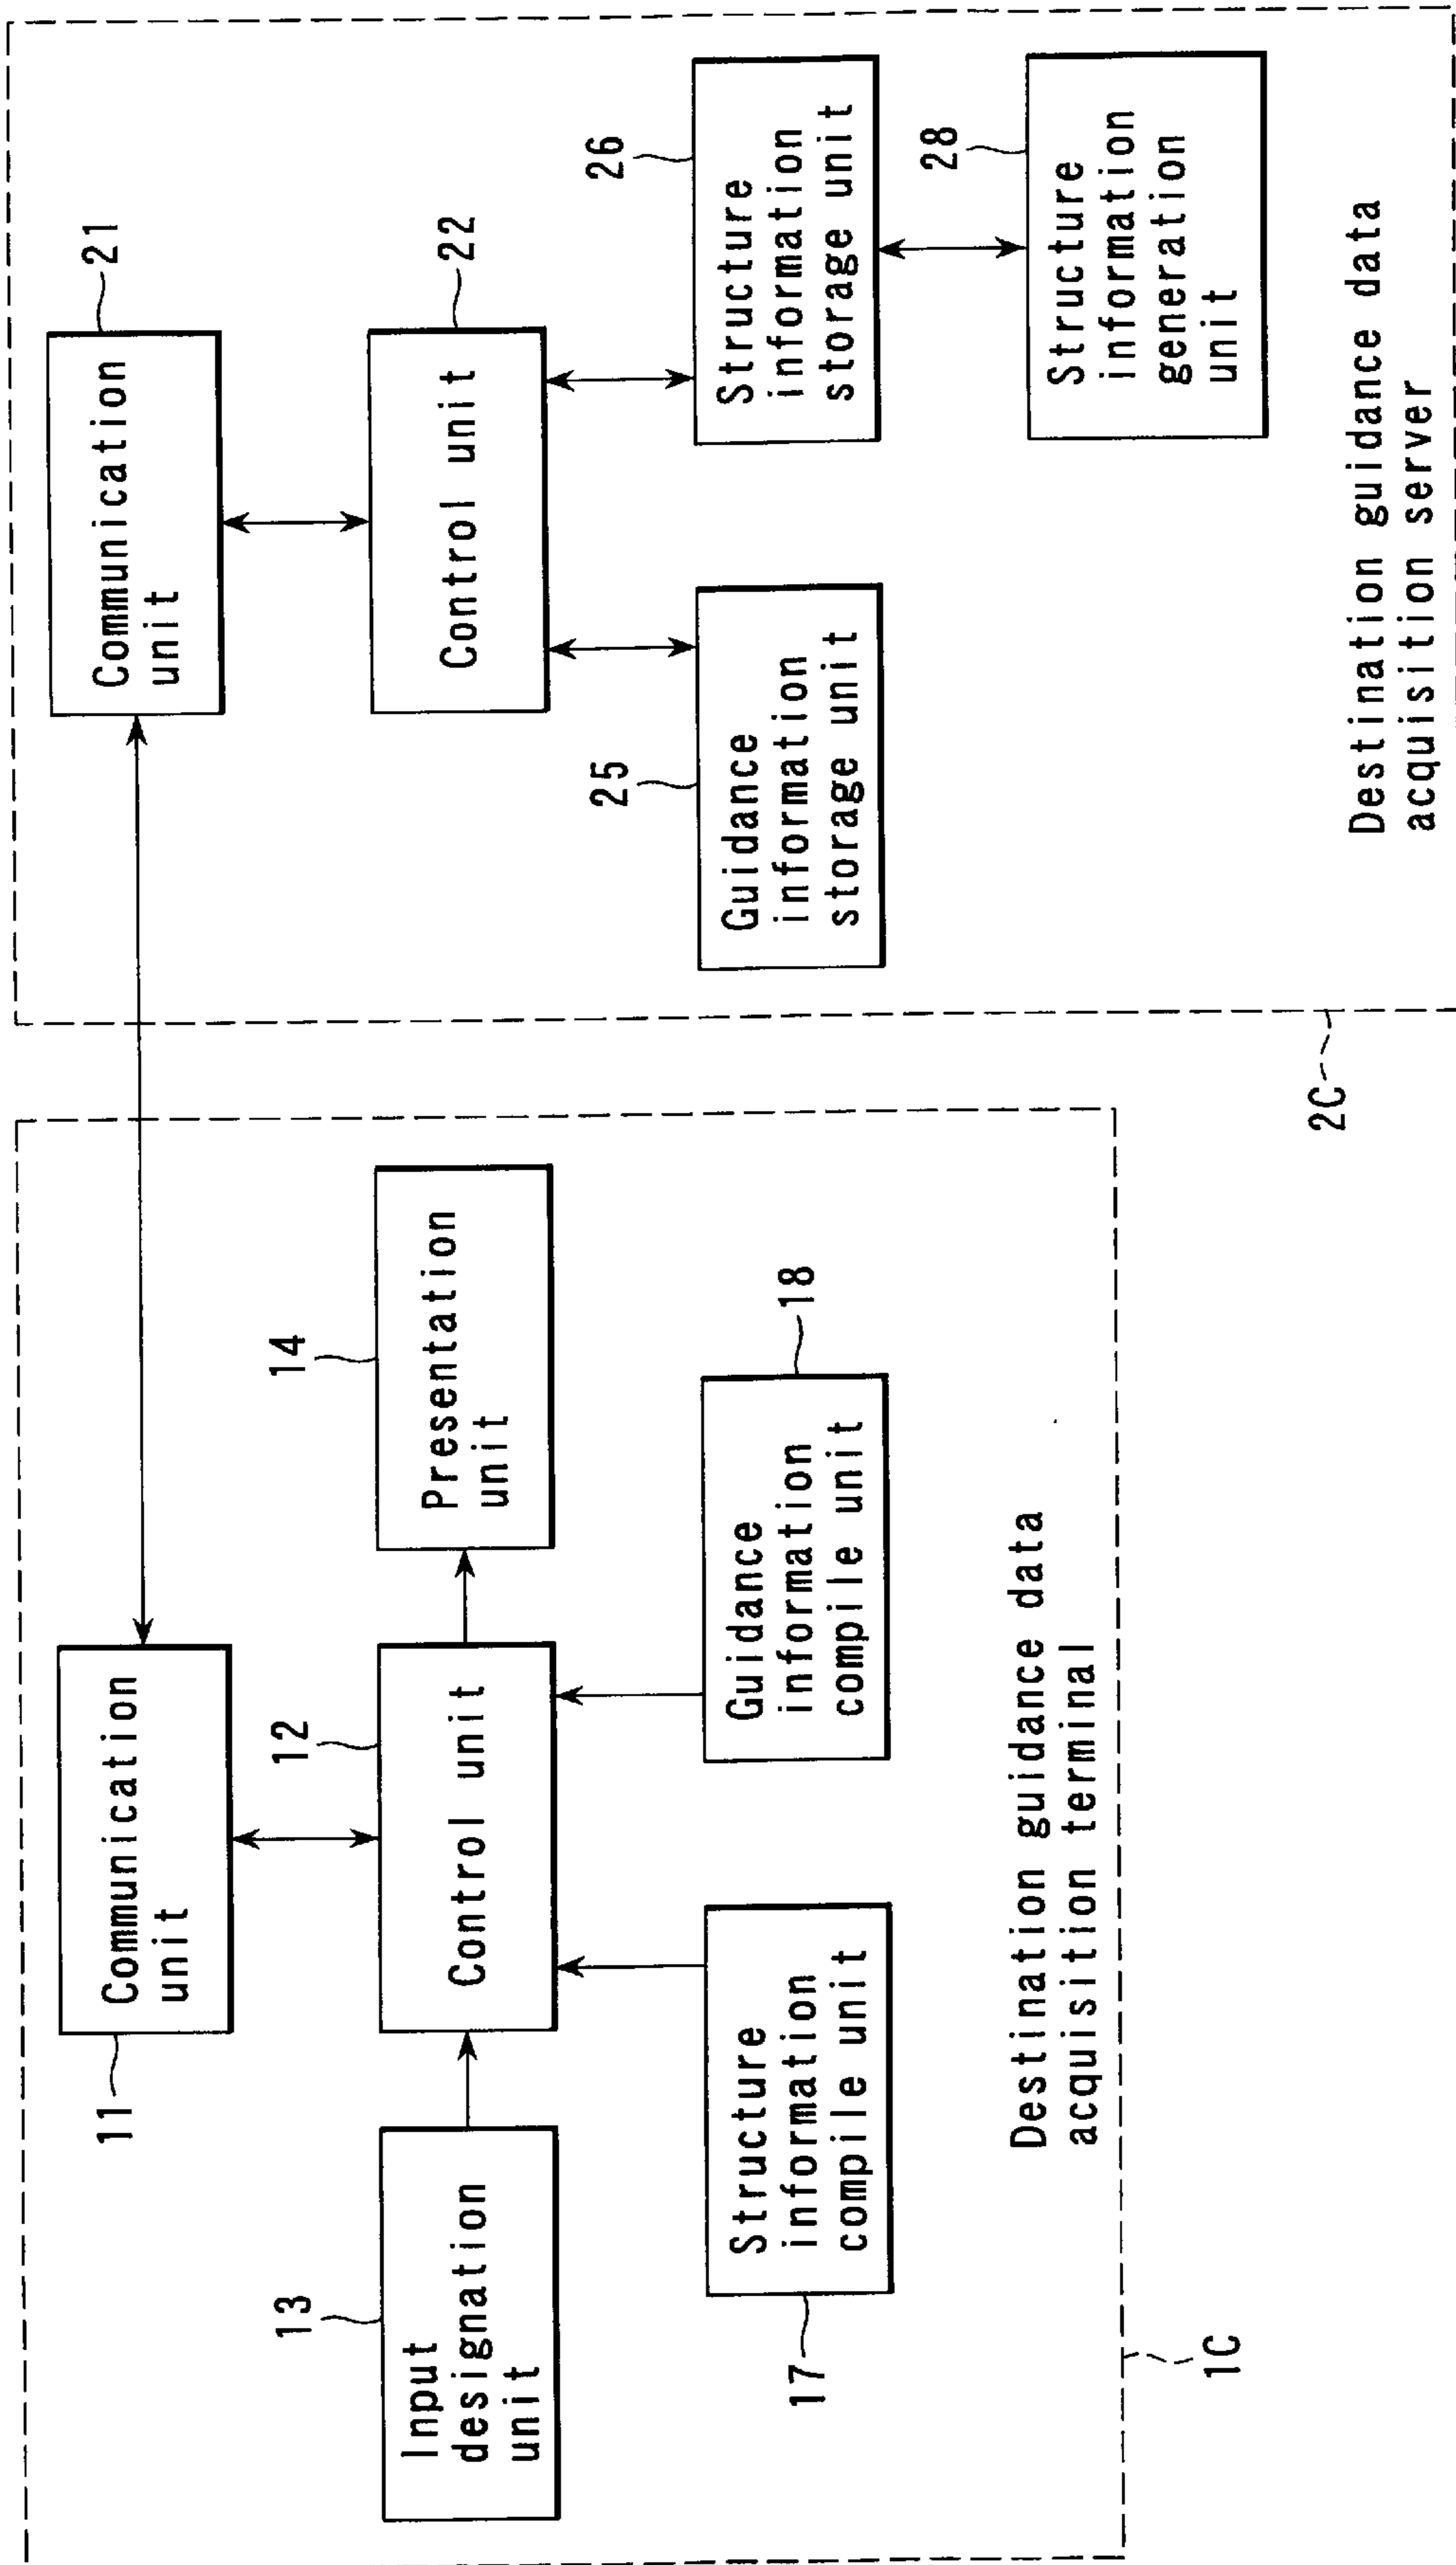 11
Communication
unit
21
Communication
unit
13
Input
designation
unit
12
Control unit
14
Presentation
unit
22
Control unit
17
Structure
information
compile unit
18
Guidance
information
compile unit
25
Guidance
information
storage unit
26
Structure
information
storage unit
28
Structure
information
generation
unit
Destination guidance data
acquisition terminal
1C
Destination guidance data
acquisition server
2C